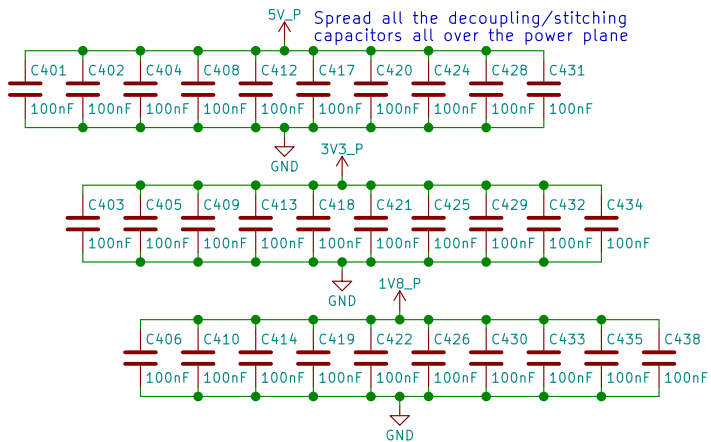 5V_P
Spread all the decoupling/stitching
capacitors all over the power plane
C401 C402 C404 C408 C412 C417 C420 C424 C428 C431
100nF 100nF 100nF 100nF 100nF 100nF 100nF 100nF 100nF 100nF
GND
3V3_P
C403 C405 C409 C413 C418 C421 C425 C429 C432 C434
100nF 100nF 100nF 100nF 100nF 100nF 100nF 100nF 100nF 100nF
GND
1V8_P
C406 C410 C414 C419 C422 C426 C430 C433 C435 C438
100nF 100nF 100nF 100nF 100nF 100nF 100nF 100nF 100nF 100nF
GND